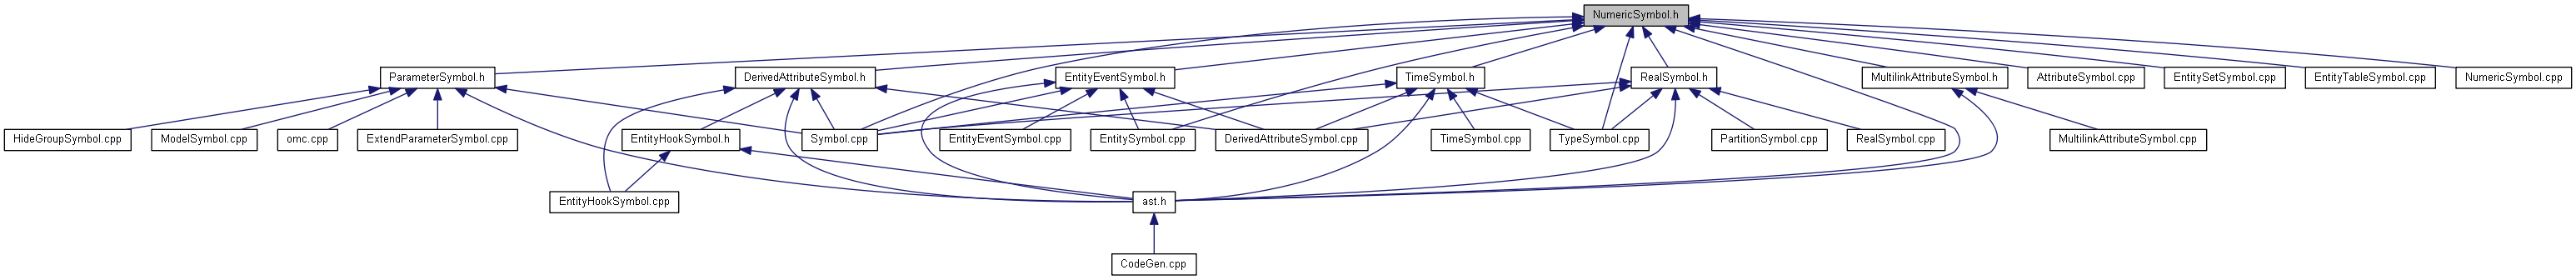 NumericSymbol.h
ParameterSymbol.h
DerivedAttributeSymbol.h
EntityEventSymbol.h
TimeSymbol.h
RealSymbol.h
MultilinkAttributeSymbol.h
AttributeSymbol.cpp
EntitySetSymbol.cpp
EntityTableSymbol.cpp
NumericSymbol.cpp
HideGroupSymbol.cpp
ModelSymbol.cpp
omc.cpp
ExtendParameterSymbol.cpp
EntityHookSymbol.h
Symbol.cpp
EntityEventSymbol.cpp
EntitySymbol.cpp
DerivedAttributeSymbol.cpp
TimeSymbol.cpp
TypeSymbol.cpp
PartitionSymbol.cpp
RealSymbol.cpp
MultilinkAttributeSymbol.cpp
EntityHookSymbol.cpp
ast.h
CodeGen.cpp